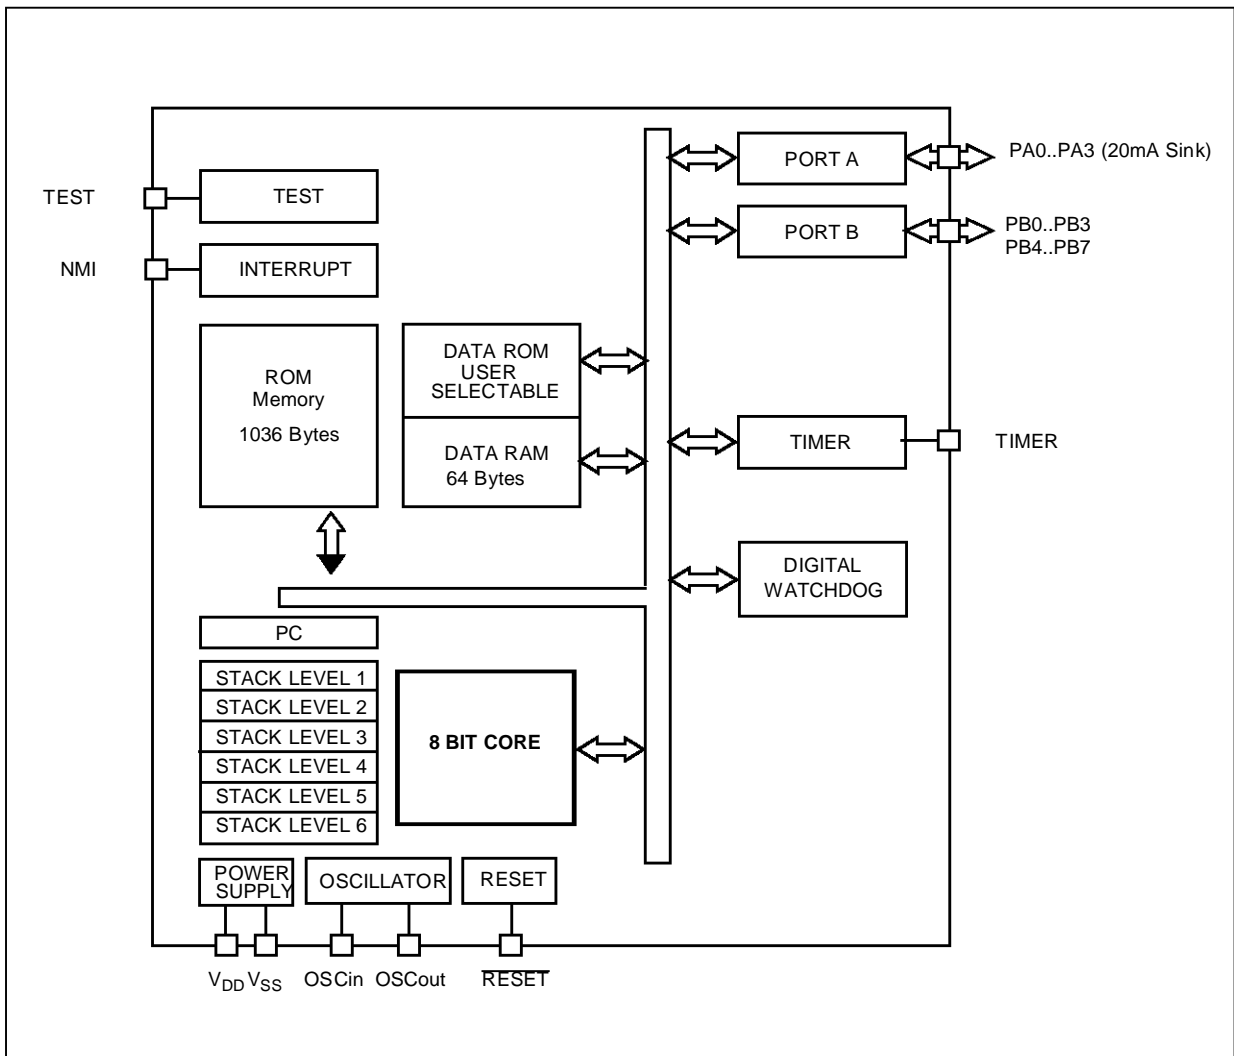 TEST
NMI
TEST
INTERRUPT
ROM
Memory
1036 Bytes
DATA ROM
USER
SELECTABLE
DATA RAM
64 Bytes
PORT A
PORT B
TIMER
DIGITAL
WATCHDOG
PA0..PA3 (20mA Sink)
PB0..PB3
PB4..PB7
TIMER
PC
STACK LEVEL 1
STACK LEVEL 2
STACK LEVEL 3
STACK LEVEL 4
STACK LEVEL 5
STACK LEVEL 6
8 BIT CORE
POWER
SUPPLY
OSCILLATOR
RESET
VDD VSS OSCin OSCout RESET